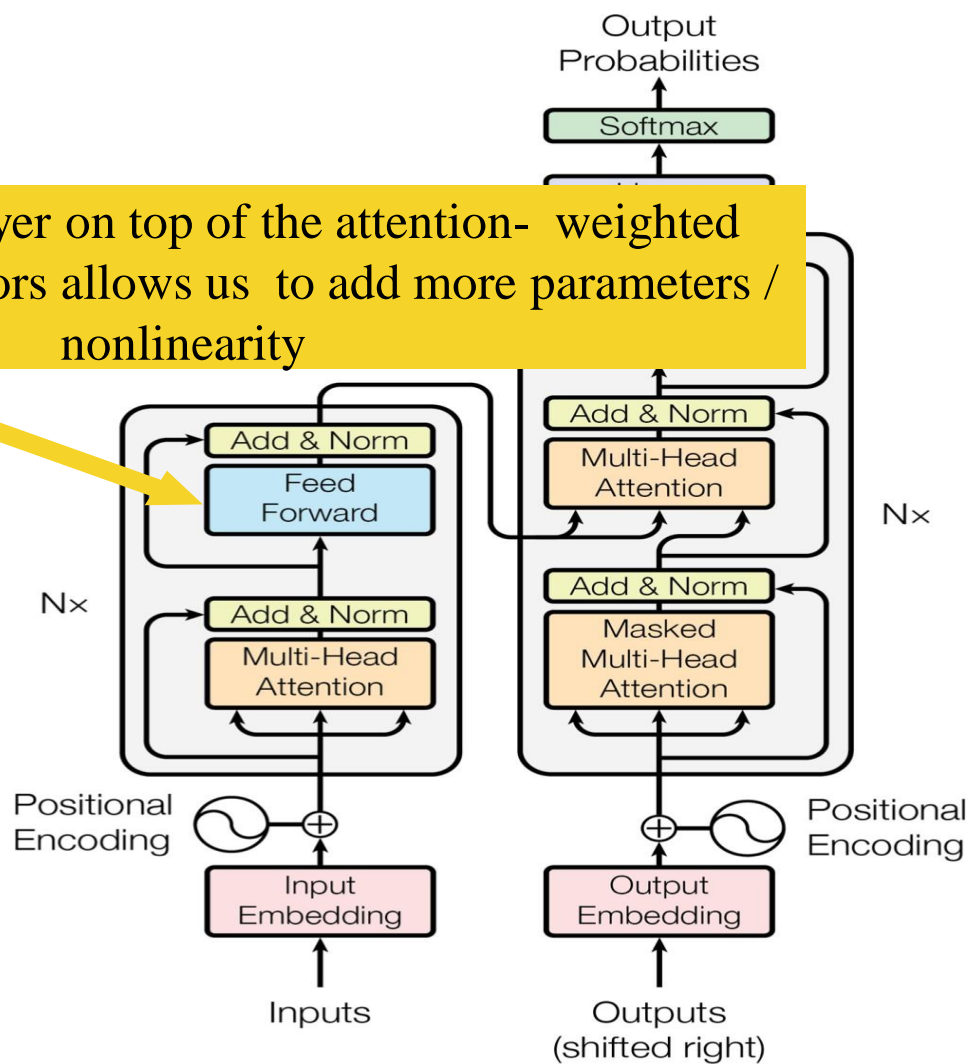 Output
Probabilities
Softmax
on top of the attention- weighted
allows us to add more parameters /
nonlinearity
Add & Norm
Feed
Forward
Nx
Add & Norm
Multi-Head
Attention
Add & Norm
Multi-Head
Attention
Nx
Add & Norm
Masked
Multi-Head
Attention
Positional
Encoding
Positional
Encoding
Input
Embedding
Output
Embedding
Inputs
Outputs
(shifted right)